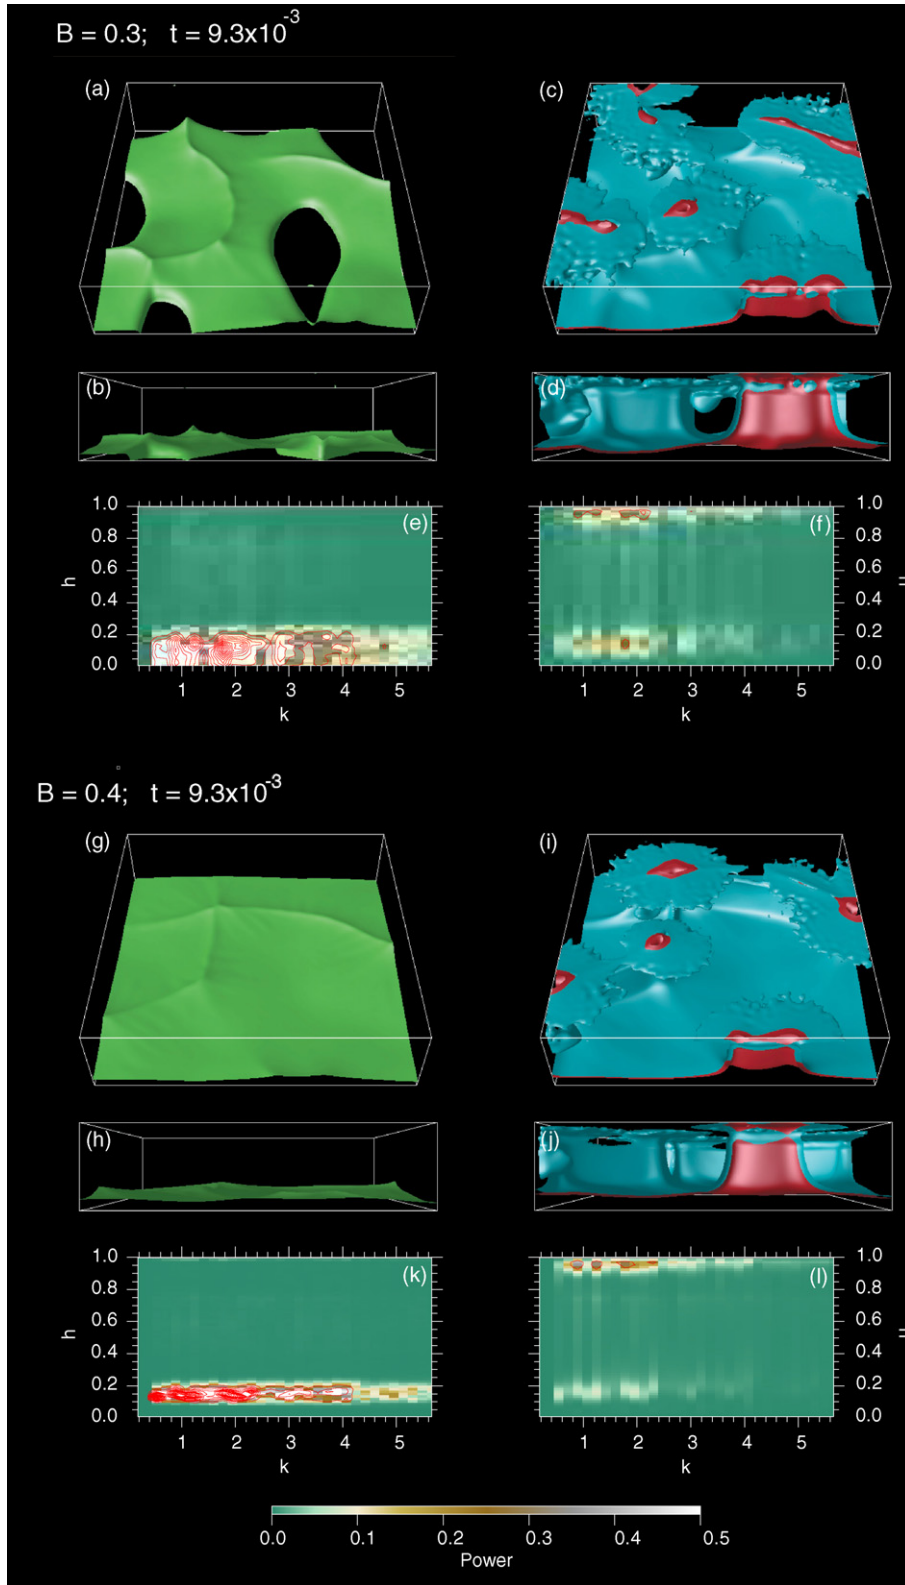 B = 0.3; t = 9.3x10-3
(a) (c)
(b) (d)
1.0 (e) (f) 1.0
0.8 0.8
h 0.6 0.6
0.4 0.4
0.2 0.2
0.0 0.0
1 2 3 4 5 1 2 3 4 5
k k
B = 0.4; t = 9.3x10-3
(g) (i)
(h) (j)
1.0 (k) (l) 1.0
0.8 0.8
h 0.6 0.6
0.4 0.4
0.2 0.2
0.0 0.0
1 2 3 4 5 1 2 3 4 5
k k
0.0 0.1 0.2 0.3 0.4 0.5
Power